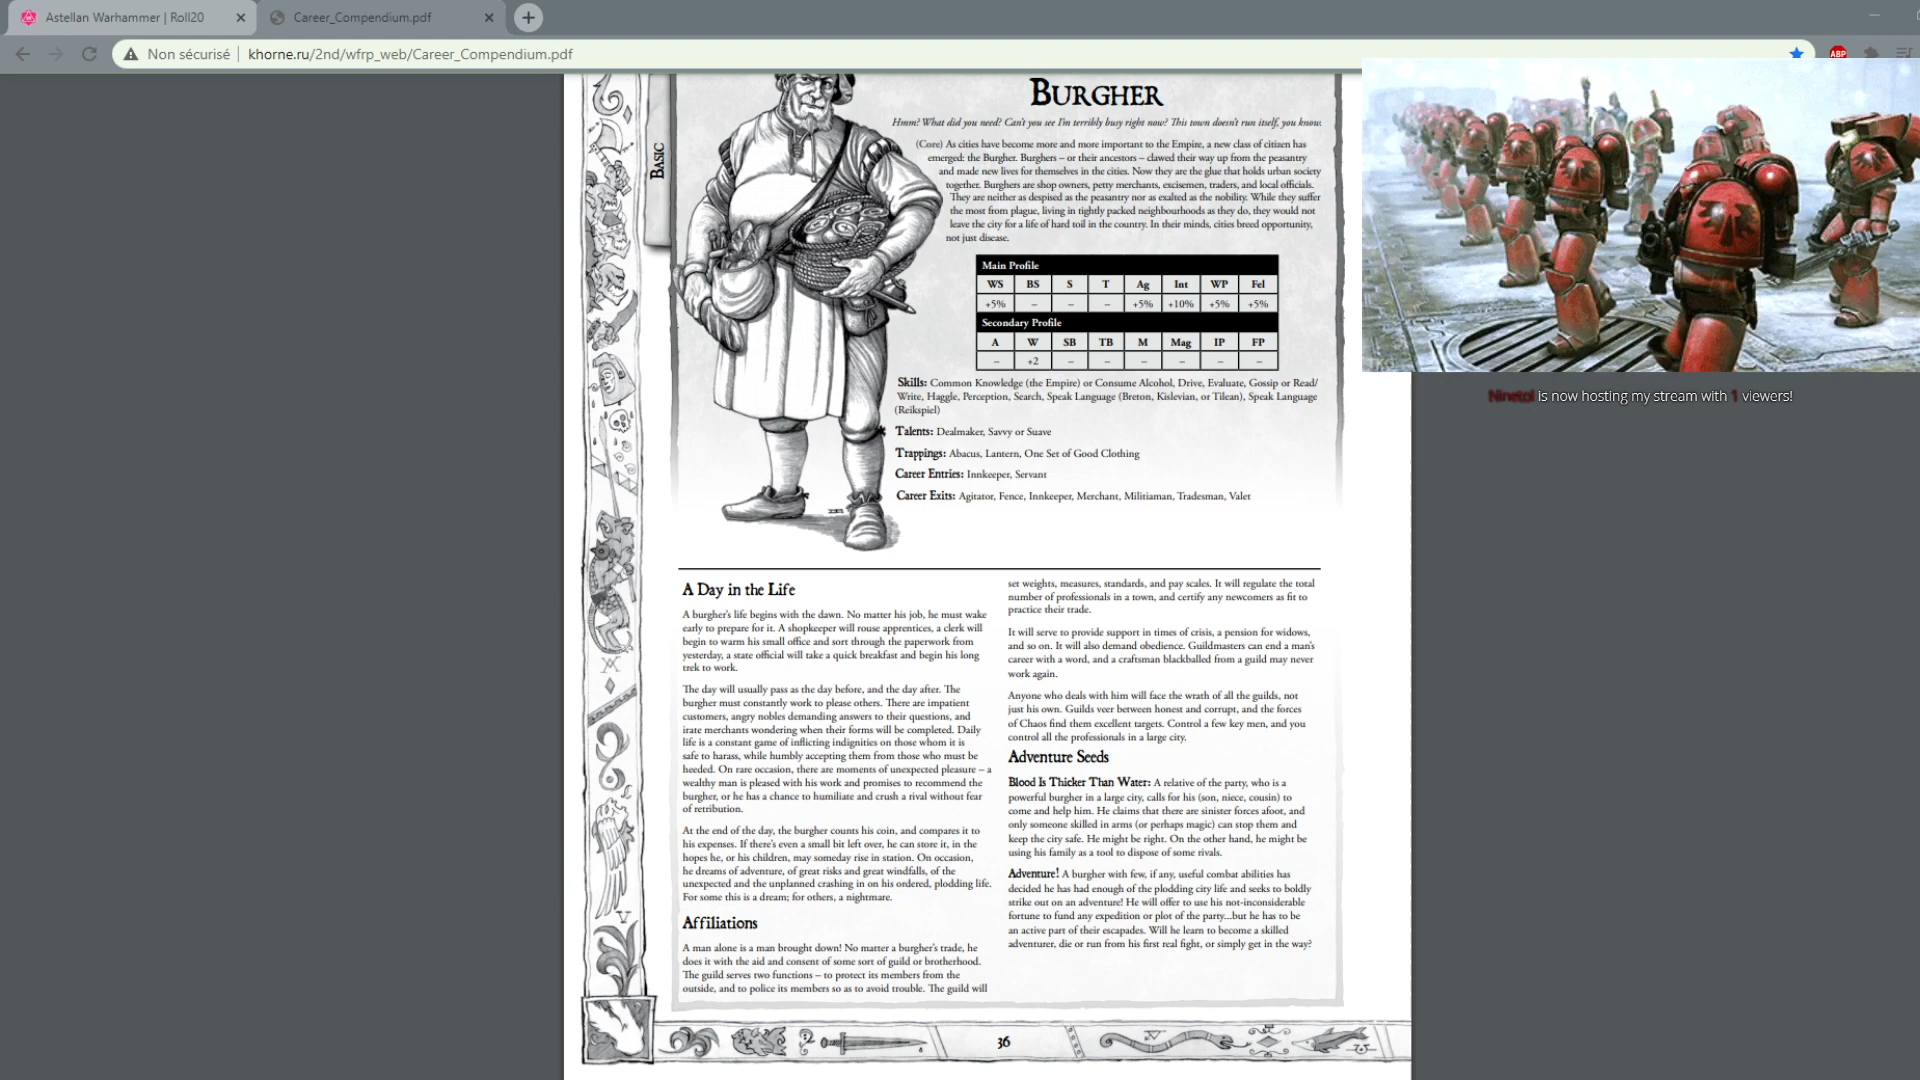 Astellan Warhammer | Roll20
Career_Compendium.pdf
Non sécurisé
khorne.ru/2nd/wfrp_web/Career_Compendium.pdf
ABP
BASIC
BURGHER
Hmm? What did you need? Can't you see I'm terribly busy right now? This town doesn't run itself, you know.
(Core) As cities have become more and more important to the Empire, a new class of citizen has
emerged: the Burgher. Burghers – or their ancestors – clawed their way up from the peasantry
and made new lives for themselves in the cities. Now they are the glue that holds urban society
together. Burghers are shop owners, petty merchants, excisemen, traders, and local officials.
They are neither as despised as the peasantry nor as exalted as the nobility. While they suffer
the most from plague, living in tightly packed neighbourhoods as they do, they would not
leave the city for a life of hard toil in the country. In their minds, cities breed opportunity,
not just disease.
Main Profile
WS BS S T Ag Int WP Fel
+5% – – – +5% +10% +5% +5%
Secondary Profile
A W SB TB M Mag IP FP
– +2 – – – – – –
Skills: Common Knowledge (the Empire) or Consume Alcohol, Drive, Evaluate, Gossip or Read/
Write, Haggle, Perception, Search, Speak Language (Breton, Kislevian, or Tilean), Speak Language
(Reikspiel)
Talents: Dealmaker, Savvy or Suave
Trappings: Abacus, Lantern, One Set of Good Clothing
Career Entries: Innkeeper, Servant
Career Exits: Agitator, Fence, Innkeeper, Merchant, Militiaman, Tradesman, Valet
Ninetol is now hosting my stream with 1 viewers!
A Day in the Life
A burgher's life begins with the dawn. No matter his job, he must wake
early to prepare for it. A shopkeeper will rouse apprentices, a clerk will
begin to warm his small office and sort through the paperwork from
yesterday, a state official will take a quick breakfast and begin his long
trek to work.
The day will usually pass as the day before, and the day after. The
burgher must constantly work to please others. There are impatient
customers, angry nobles demanding answers to their questions, and
irate merchants wondering when their forms will be completed. Daily
life is a constant game of inflicting indignities on those whom it is
safe to harass, while humbly accepting them from those who must be
heeded. On rare occasion, there are moments of unexpected pleasure – a
wealthy man is pleased with his work and promises to recommend the
burgher, or he has a chance to humiliate and crush a rival without fear
of retribution.
At the end of the day, the burgher counts his coin, and compares it to
his expenses. If there's even a small bit left over, he can store it, in the
hopes he, or his children, may someday rise in station. On occasion,
he dreams of adventure, of great risks and great windfalls, of the
unexpected and the unplanned crashing in on his ordered, plodding life.
For some this is a dream; for others, a nightmare.
Affiliations
A man alone is a man brought down! No matter a burgher's trade, he
does it with the aid and consent of some sort of guild or brotherhood.
The guild serves two functions – to protect its members from the
outside, and to police its members so as to avoid trouble. The guild will
set weights, measures, standards, and pay scales. It will regulate the total
number of professionals in a town, and certify any newcomers as fit to
practice their trade.
It will serve to provide support in times of crisis, a pension for widows,
and so on. It will also demand obedience. Guildmasters can end a man's
career with a word, and a craftsman blackballed from a guild may never
work again.
Anyone who deals with him will face the wrath of all the guilds, not
just his own. Guilds veer between honest and corrupt, and the forces
of Chaos find them excellent targets. Control a few key men, and you
control all the professionals in a large city.
Adventure Seeds
Blood Is Thicker Than Water: A relative of the party, who is a
powerful burgher in a large city, calls for his (son, niece, cousin) to
come and help him. He claims that there are sinister forces afoot, and
only someone skilled in arms (or perhaps magic) can stop them and
keep the city safe. He might be right. On the other hand, he might be
using his family as a tool to dispose of some rivals.
Adventure! A burgher with few, if any, useful combat abilities has
decided he has had enough of the plodding city life and seeks to boldly
strike out on an adventure! He will offer to use his not-inconsiderable
fortune to fund any expedition or plot of the party...but he has to be
an active part of their escapades. Will he learn to become a skilled
adventurer, die or run from his first real fight, or simply get in the way?
36